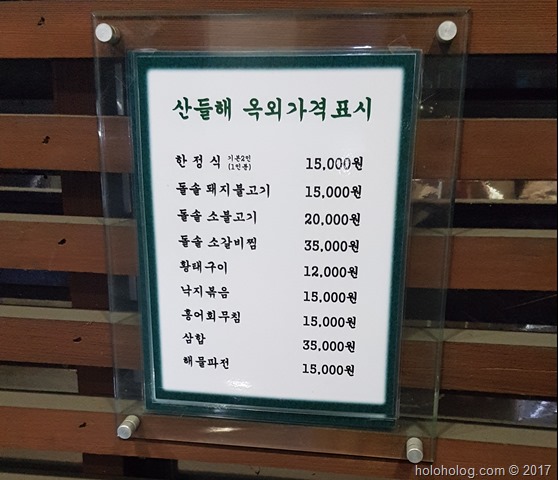 산들해 옥외가격표시
한정식 기본2인 (1인분) 15,000원
돌솥 돼지불고기 15,000원
돌솥 소불고기 20,000원
돌솥 소갈비찜 35,000원
황태구이 12,000원
낙지볶음 15,000원
홍어회무침 15,000원
삼합 35,000원
해물파전 15,000원
holoholog.com © 2017